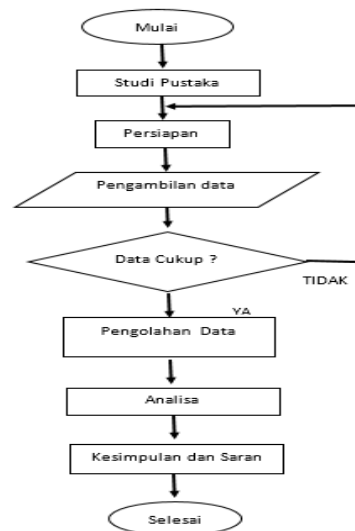 Mulai
Studi Pustaka
Persiapan
Pengambilan data
Data Cukup ?
TIDAK
YA
Pengolahan Data
Analisa
Kesimpulan dan Saran
Selesai